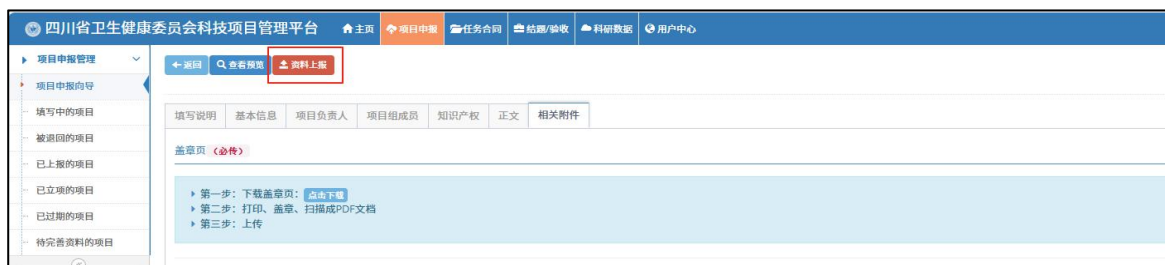 四川省卫生健康委员会科技项目管理平台 主页 项目申报 任务合同 结题/验收 科研数据 用户中心
项目申报管理
返回 查看预览 资料上报
项目申报向导
填写中的项目
填写说明 基本信息 项目负责人 项目组成员 知识产权 正文 相关附件
被退回的项目
盖章页 (必传)
已上报的项目
已立项的项目
第一步：下载盖章页： 点击下载
第二步：打印、盖章、扫描成PDF文档
已过期的项目
第三步：上传
待完善资料的项目